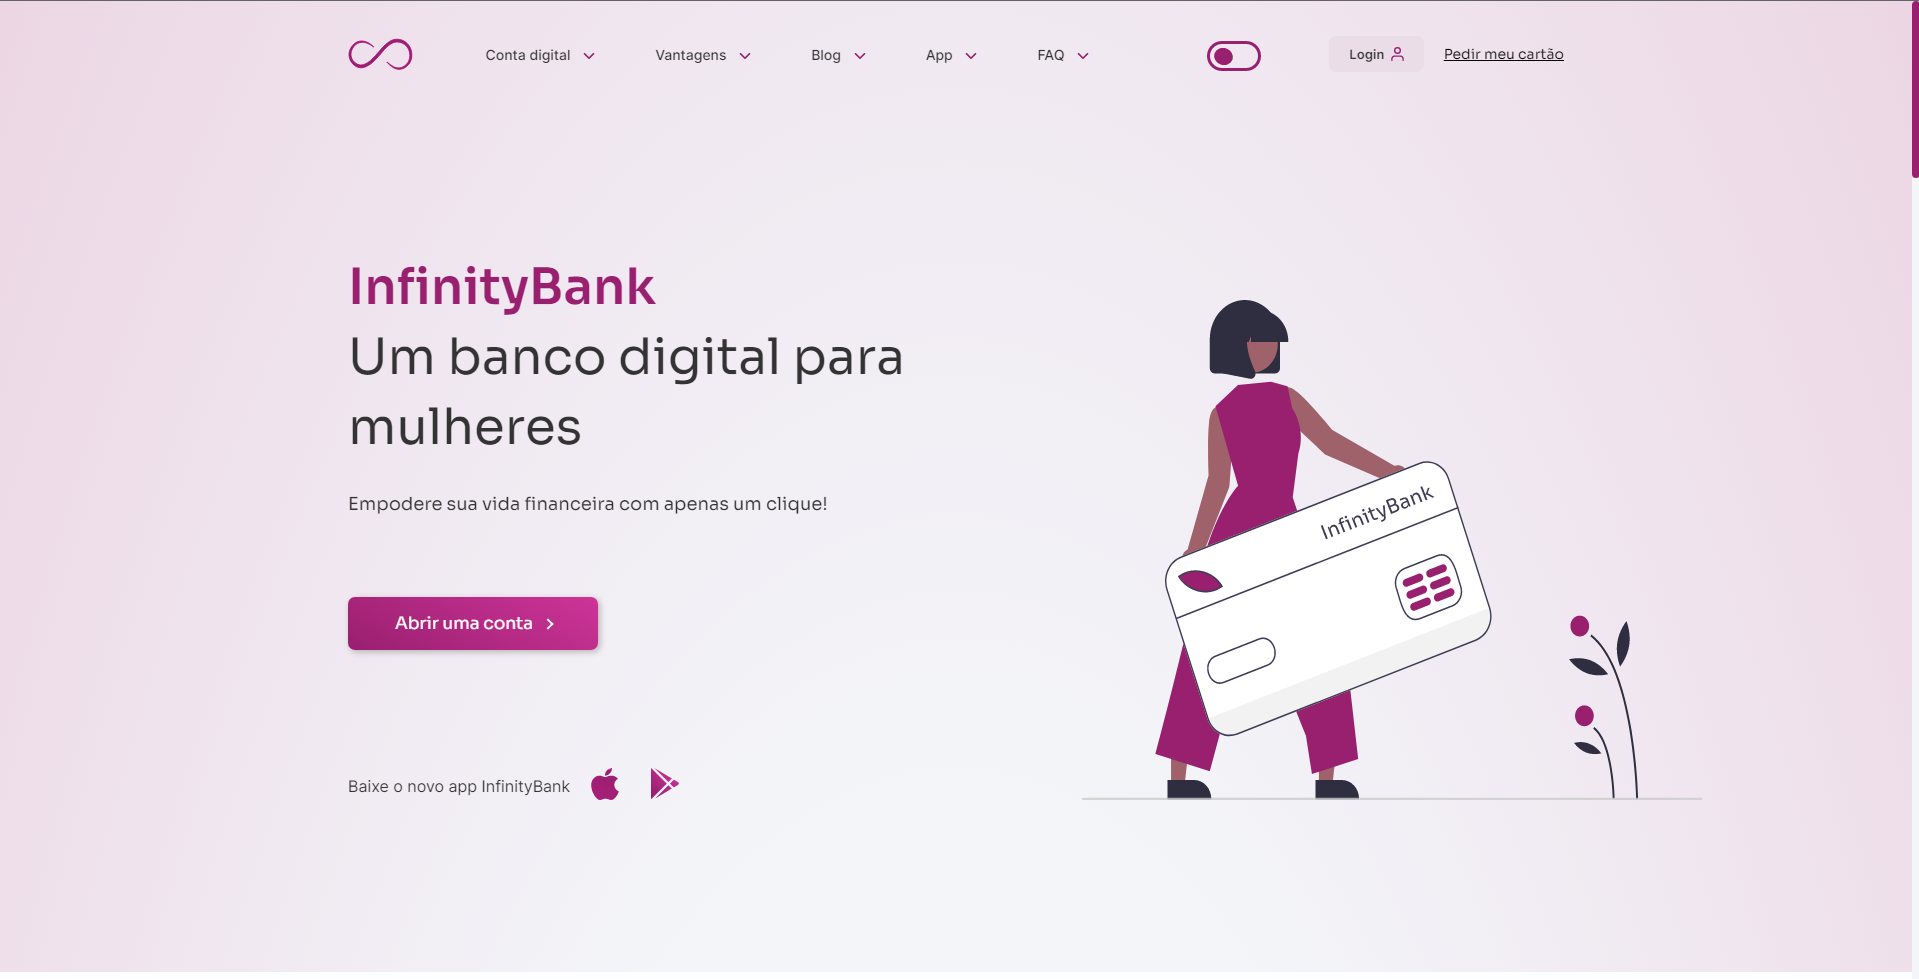 Conta digital
Vantagens
Blog
App
FAQ
Login
Pedir meu cartão
InfinityBank
Um banco digital para
mulheres
Empodere sua vida financeira com apenas um clique!
InfinityBank
Abrir uma conta
Baixe o novo app InfinityBank